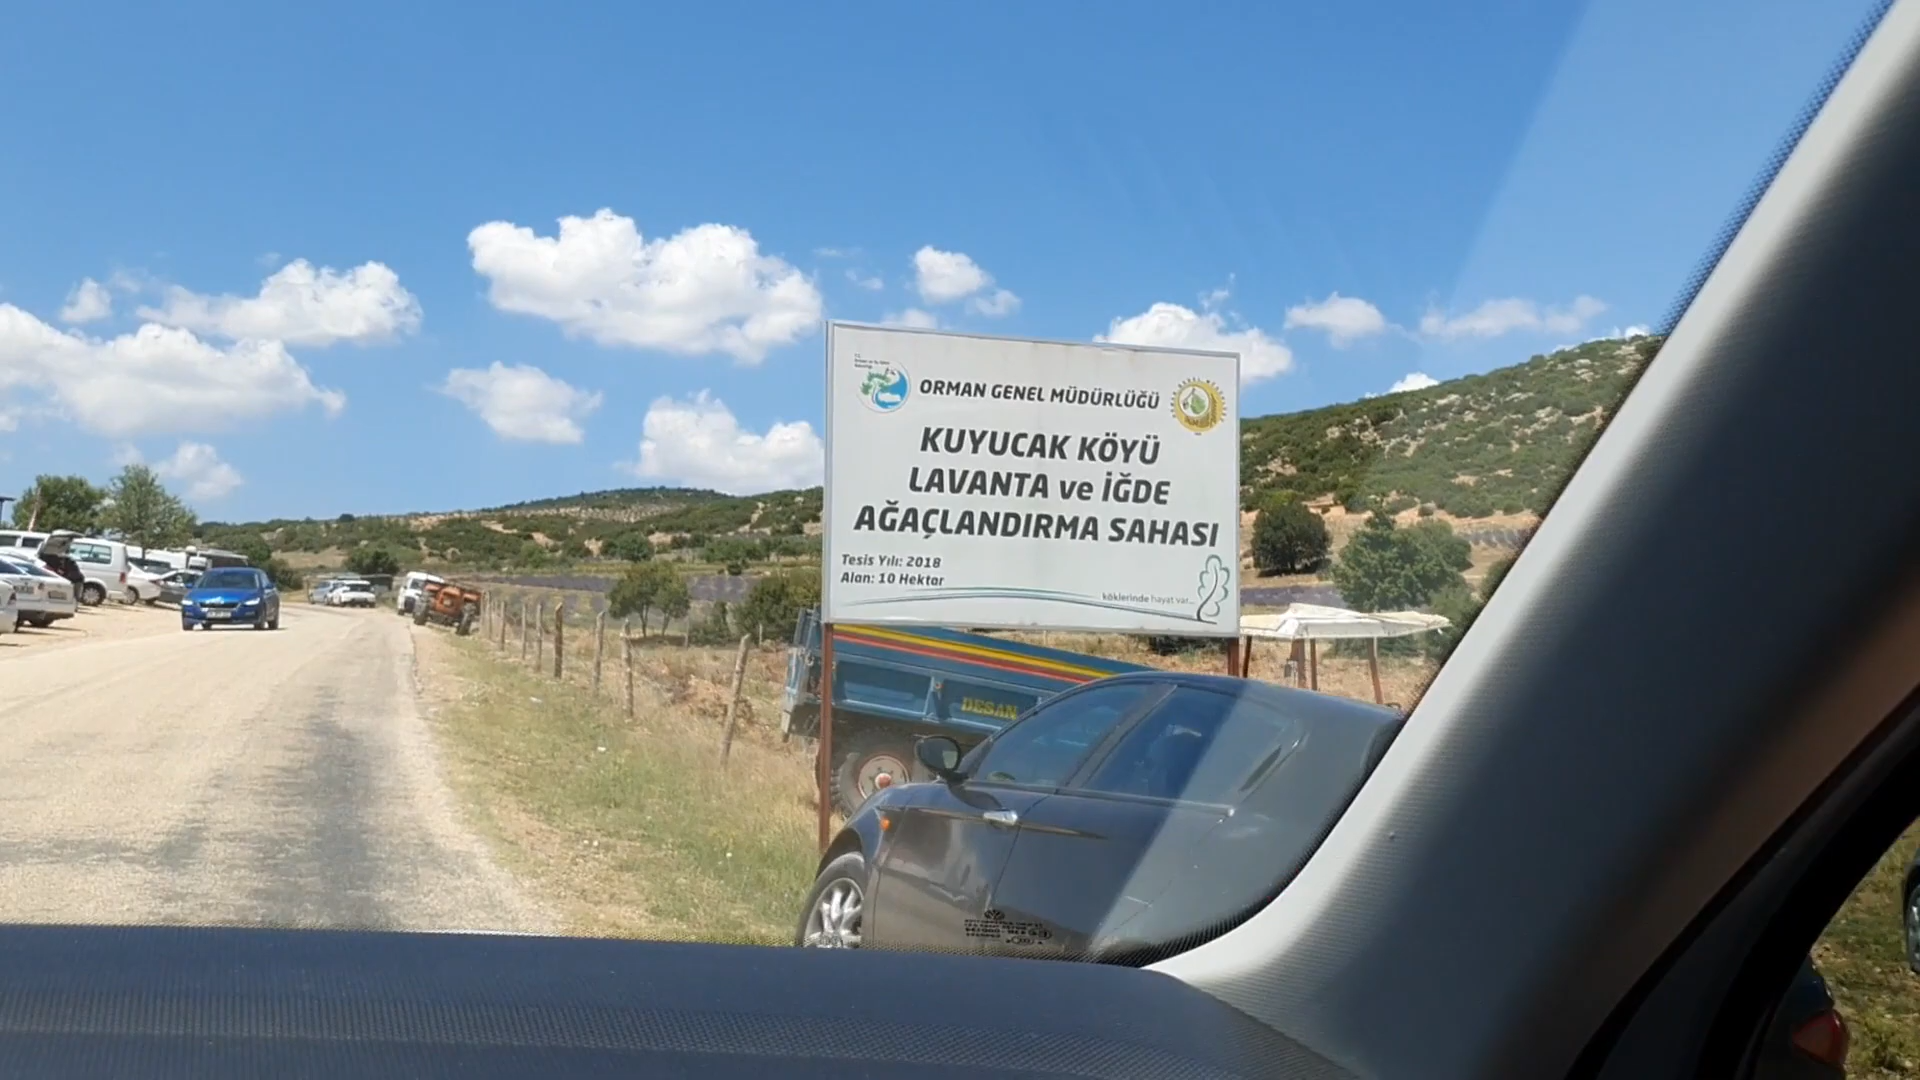 ORMAN GENEL MÜDÜRLÜĞÜ
KUYUCAK KÖYÜ
LAVANTA ve İĞDE
AĞAÇLANDIRMA SAHASI
Tesis Yılı: 2018
Alan: 10 Hektar
köklerinde hayat var...
DESAN